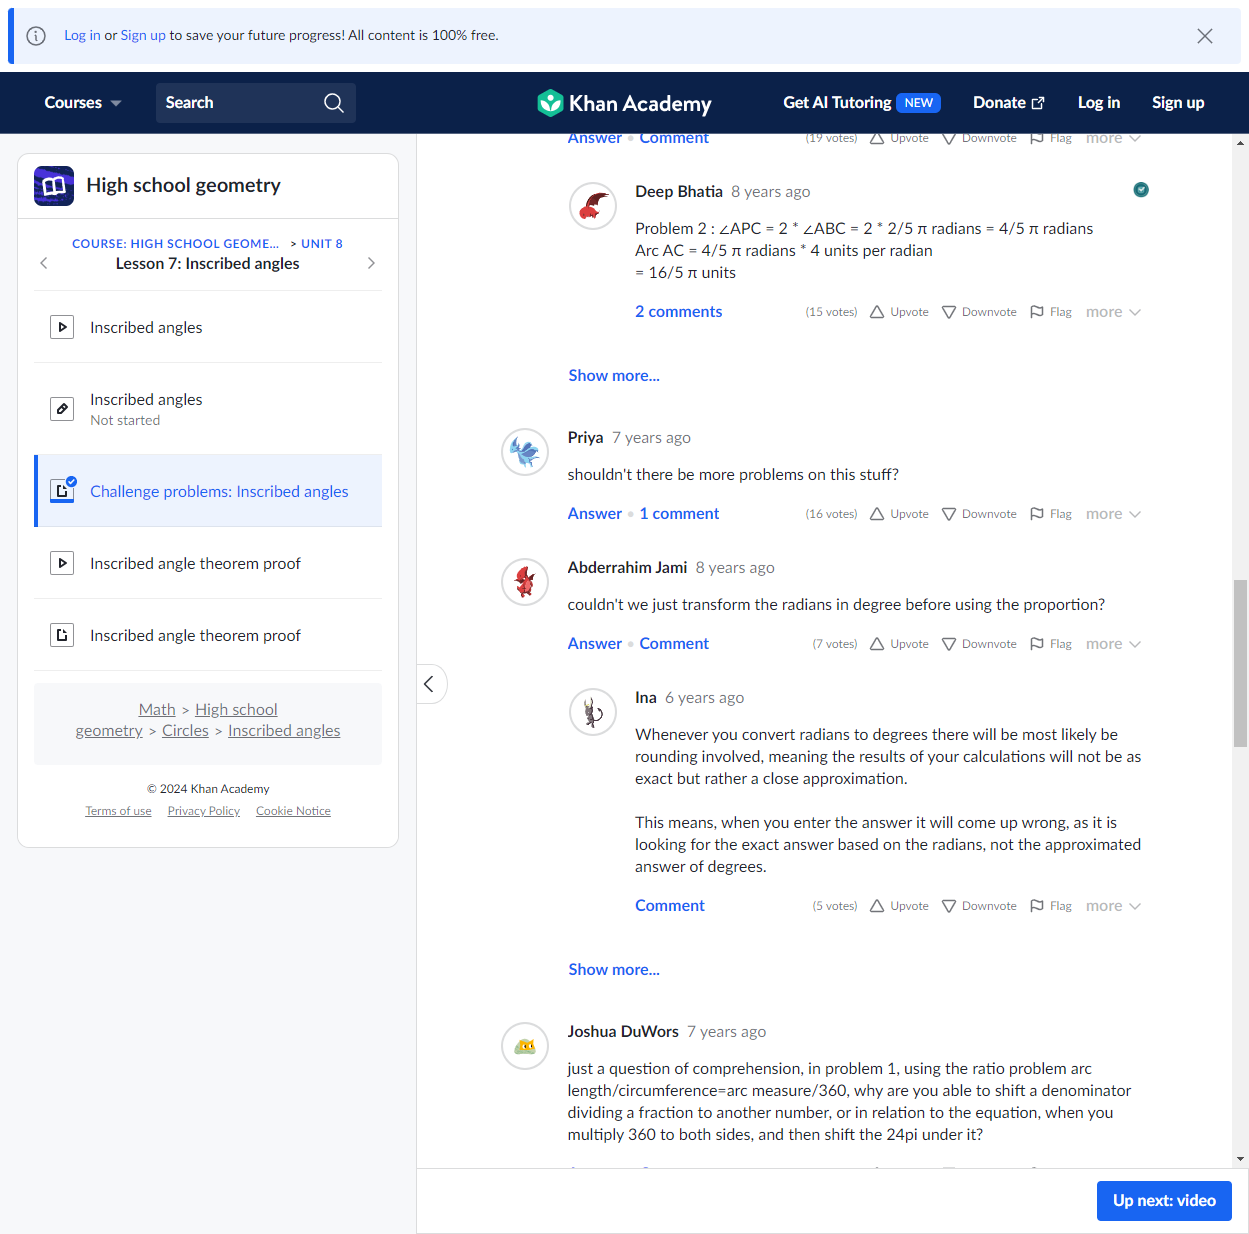 Log in or Sign up to save your future progress! All content is 100% free.
Courses
Search
Khan Academy
Get AI Tutoring NEW
Donate
Log in
Sign up
High school geometry
COURSE: HIGH SCHOOL GEOME... > UNIT 8
Lesson 7: Inscribed angles
Inscribed angles
Inscribed angles
Not started
Challenge problems: Inscribed angles
Inscribed angle theorem proof
Inscribed angle theorem proof
Math > High school
geometry > Circles > Inscribed angles
© 2024 Khan Academy
Terms of use Privacy Policy Cookie Notice
Answer • Comment (19 votes) Upvote Downvote Flag more
Deep Bhatia 8 years ago
Problem 2 : ∠APC = 2 * ∠ABC = 2 * 2/5 π radians = 4/5 π radians
Arc AC = 4/5 π radians * 4 units per radian
= 16/5 π units
2 comments (15 votes) Upvote Downvote Flag more
Show more...
Priya 7 years ago
shouldn't there be more problems on this stuff?
Answer • 1 comment (16 votes) Upvote Downvote Flag more
Abderrahim Jami 8 years ago
couldn't we just transform the radians in degree before using the proportion?
Answer • Comment (7 votes) Upvote Downvote Flag more
Ina 6 years ago
Whenever you convert radians to degrees there will be most likely be
rounding involved, meaning the results of your calculations will not be as
exact but rather a close approximation.
This means, when you enter the answer it will come up wrong, as it is
looking for the exact answer based on the radians, not the approximated
answer of degrees.
Comment (5 votes) Upvote Downvote Flag more
Show more...
Joshua DuWors 7 years ago
just a question of comprehension, in problem 1, using the ratio problem arc
length/circumference=arc measure/360, why are you able to shift a denominator
dividing a fraction to another number, or in relation to the equation, when you
multiply 360 to both sides, and then shift the 24pi under it?
Up next: video